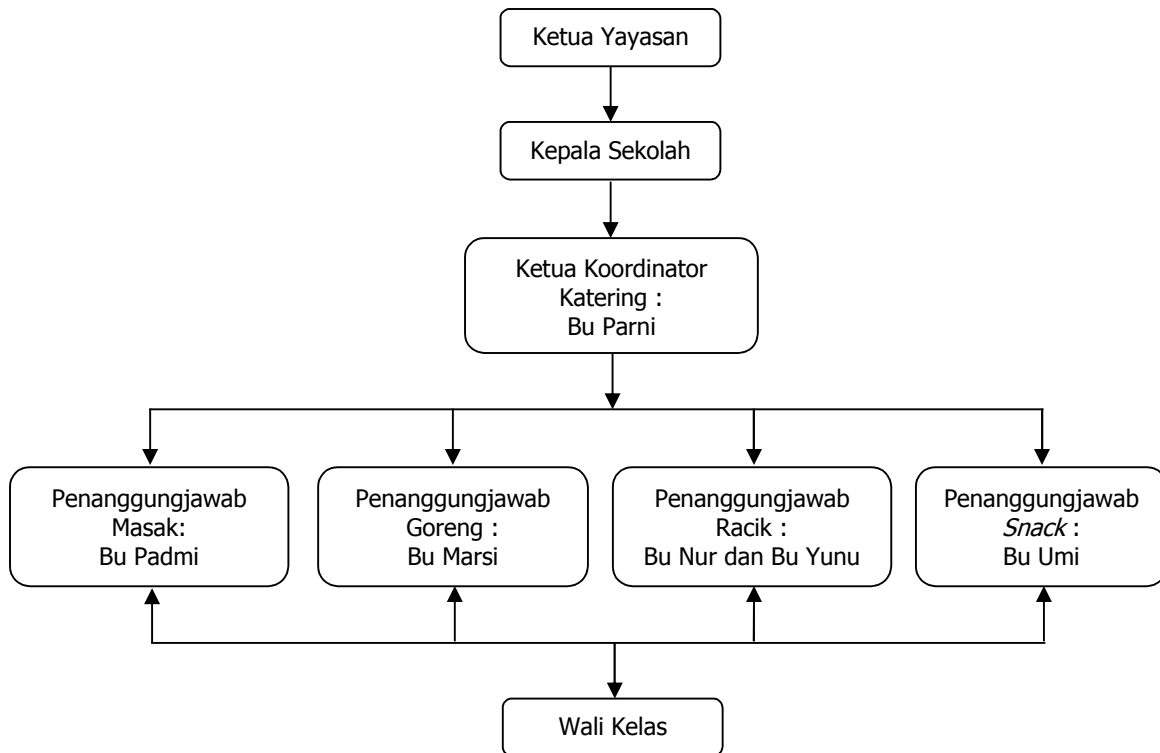 Ketua Yayasan
Kepala Sekolah
Ketua Koordinator
Katering :
Bu Parni
Penanggungjawab
Masak:
Bu Padmi
Penanggungjawab
Goreng :
Bu Marsi
Penanggungjawab
Racik :
Bu Nur dan Bu Yunu
Penanggungjawab
Snack :
Bu Umi
Wali Kelas